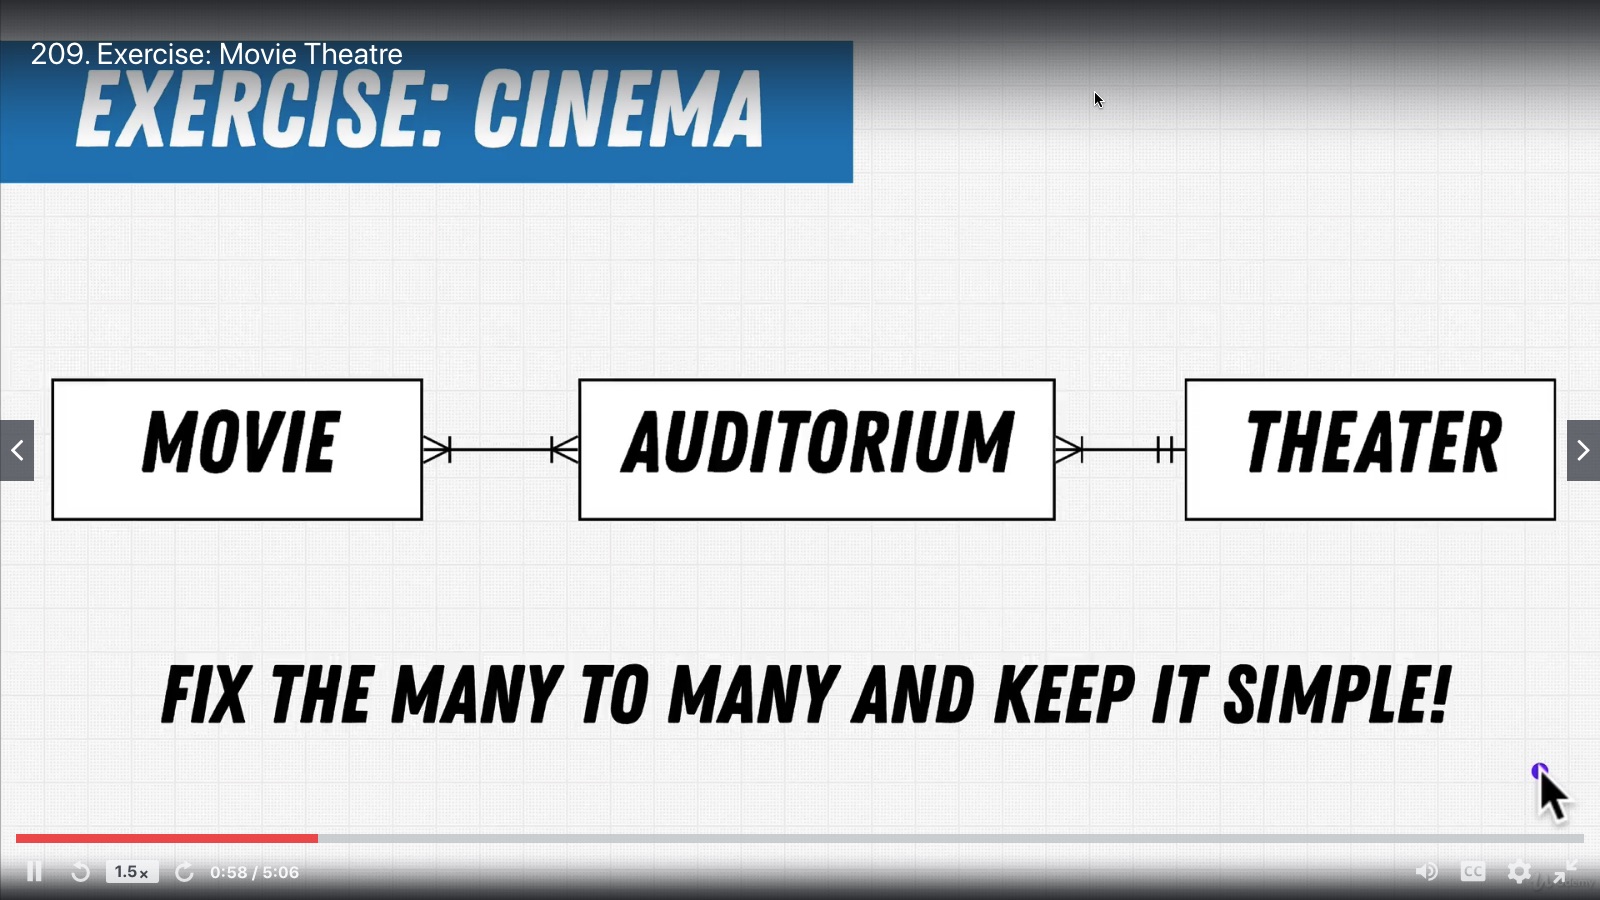 209. Exercise: Movie Theatre
EXERCISE: CINEMA
MOVIE
AUDITORIUM
THEATER
FIX THE MANY TO MANY AND KEEP IT SIMPLE!
1.5x
0:58 / 5:06
CC